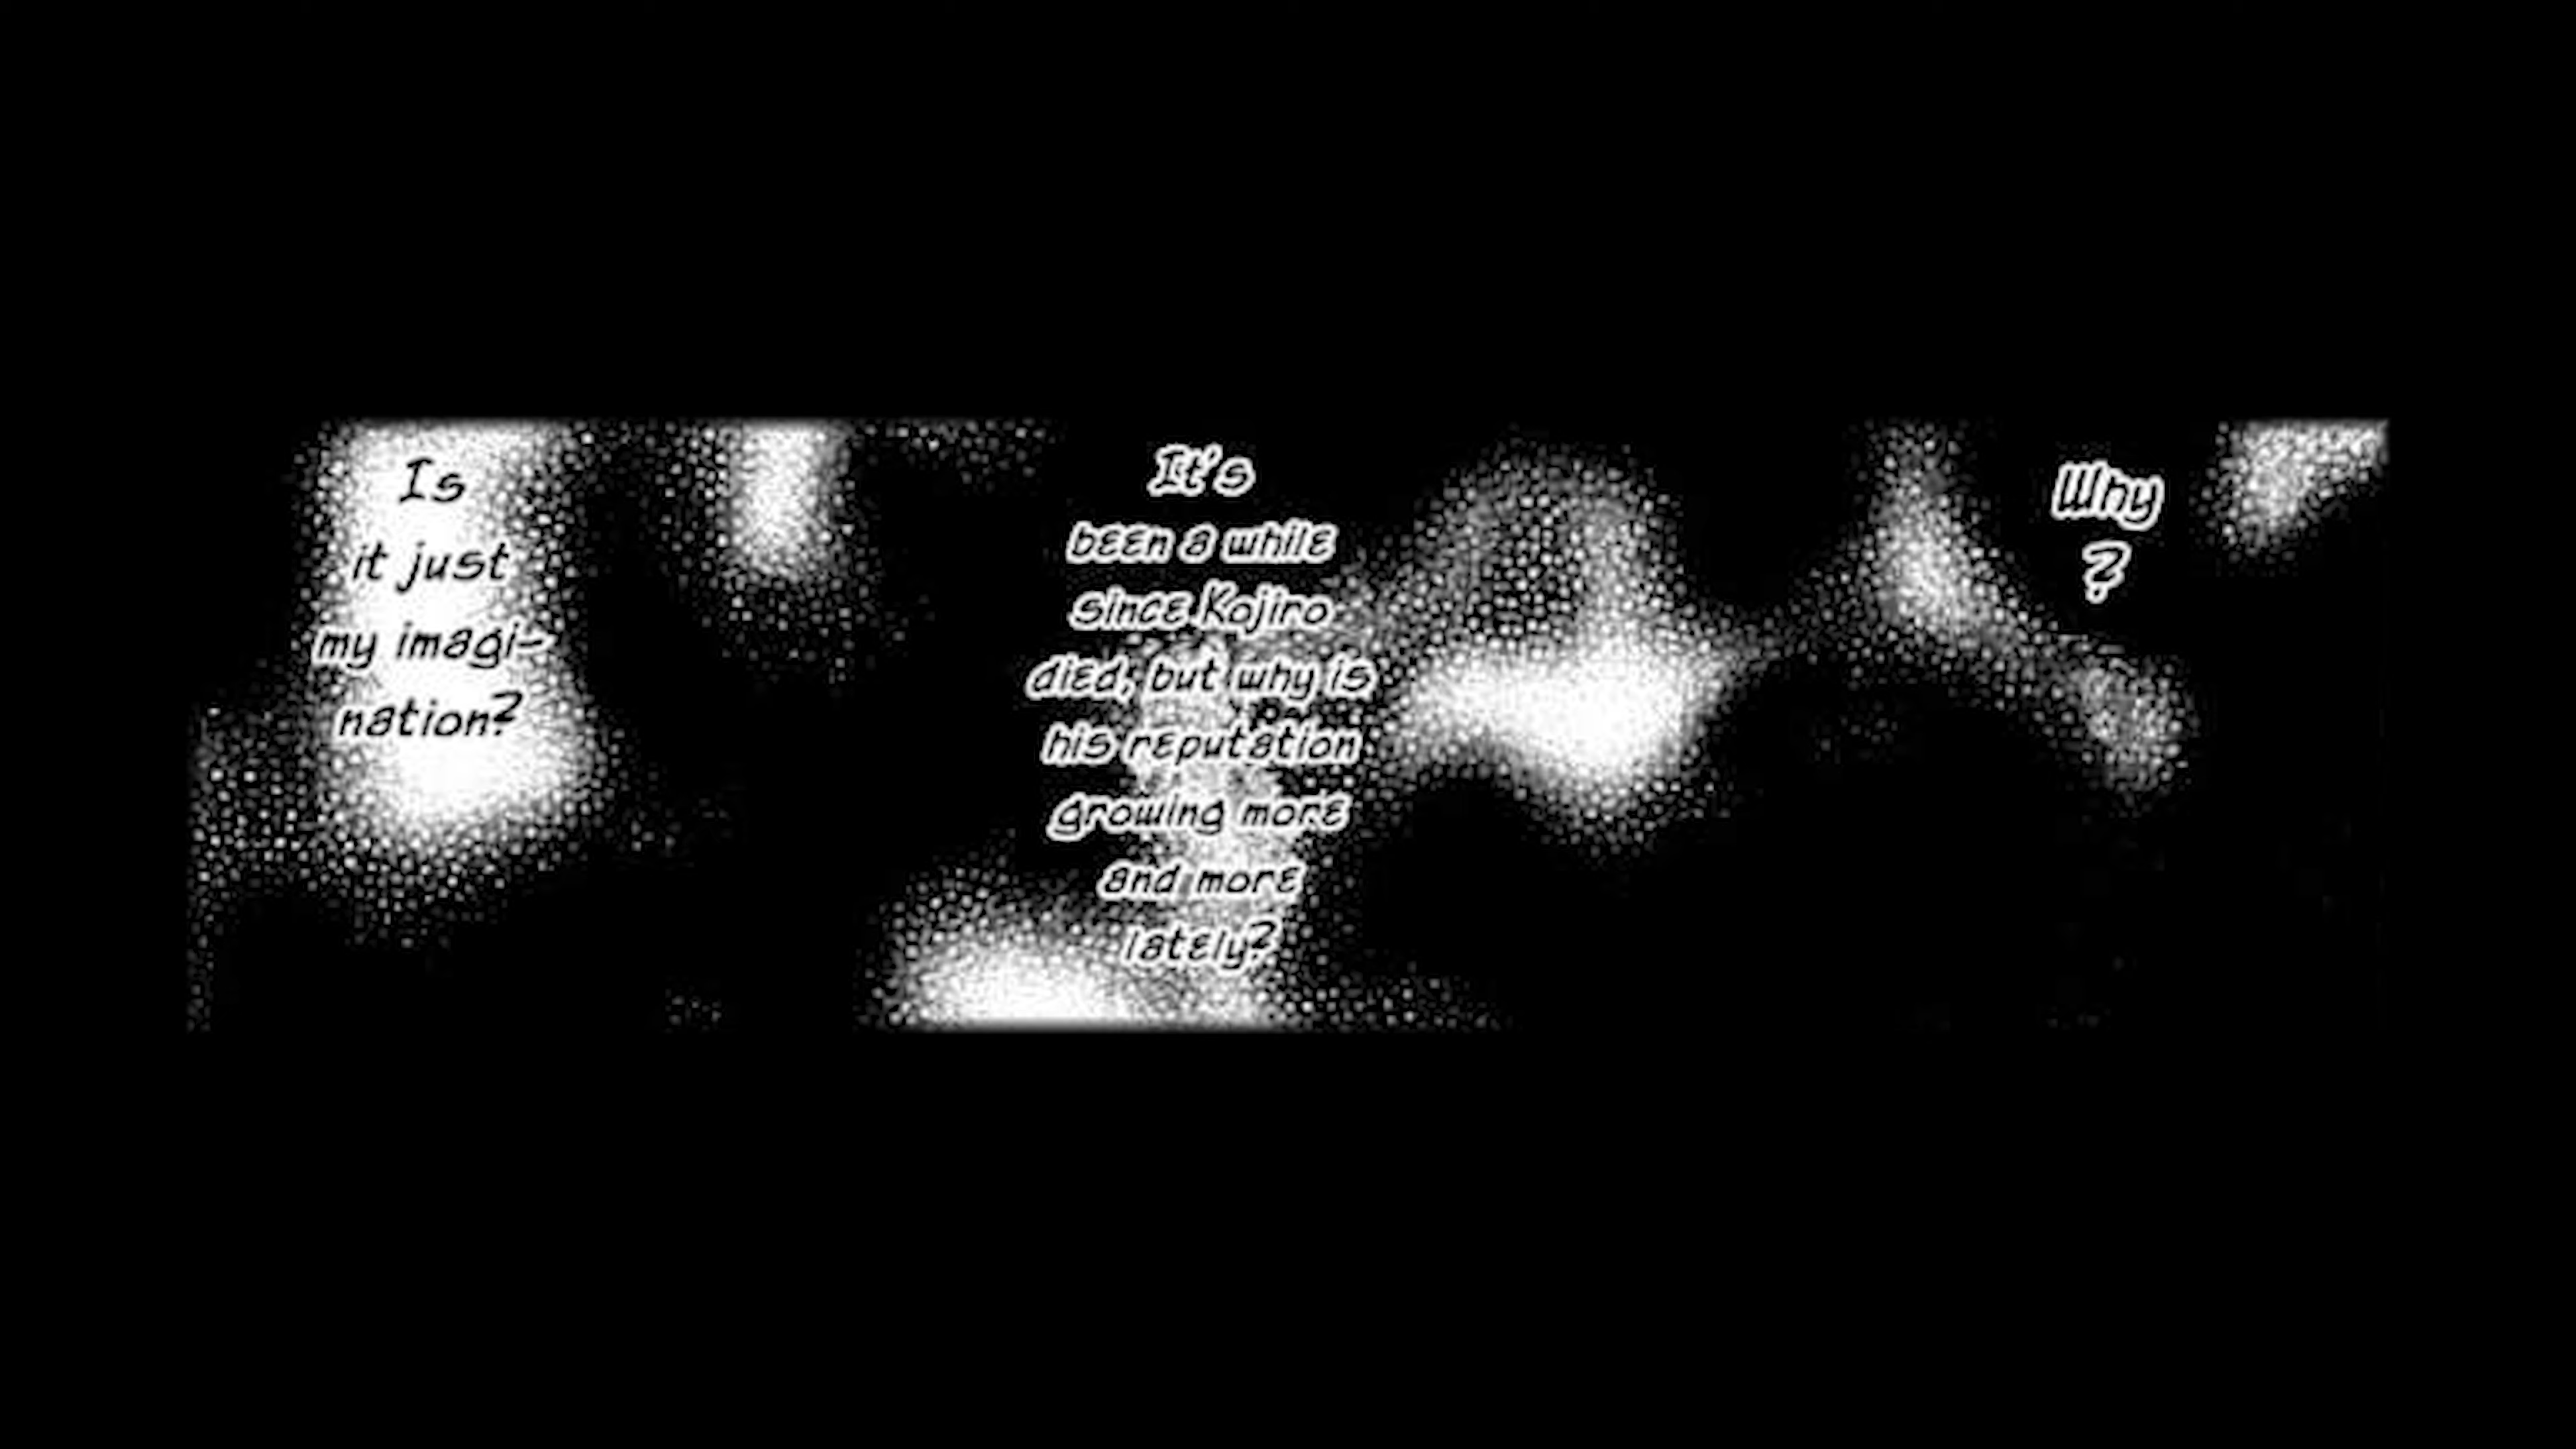 Why
?
It's
been a while
since Kojiro
died, but why is
his reputation
growing more
and more
lately?
Is
it just
my imagi-
nation?